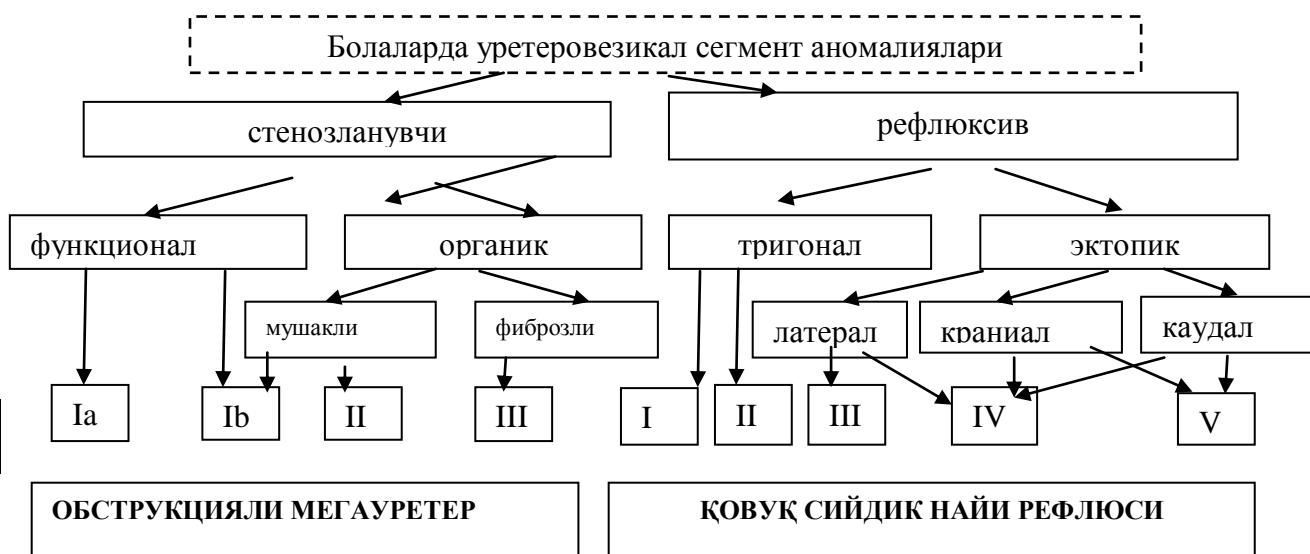 Болаларда уретеровезикал сегмент аномалиялари
стенозланувчи
рефлюксив
функционал
органик
тригонал
эктопик
мушакли
фиброзли
латерал
краниал
каудал
Ia
Ib
II
III
I
II
III
IV
V
ОБСТРУКЦИЯЛИ МЕГАУРЕТЕР
ҚОВУҚ СИЙДИК НАЙИ РЕФЛЮСИ